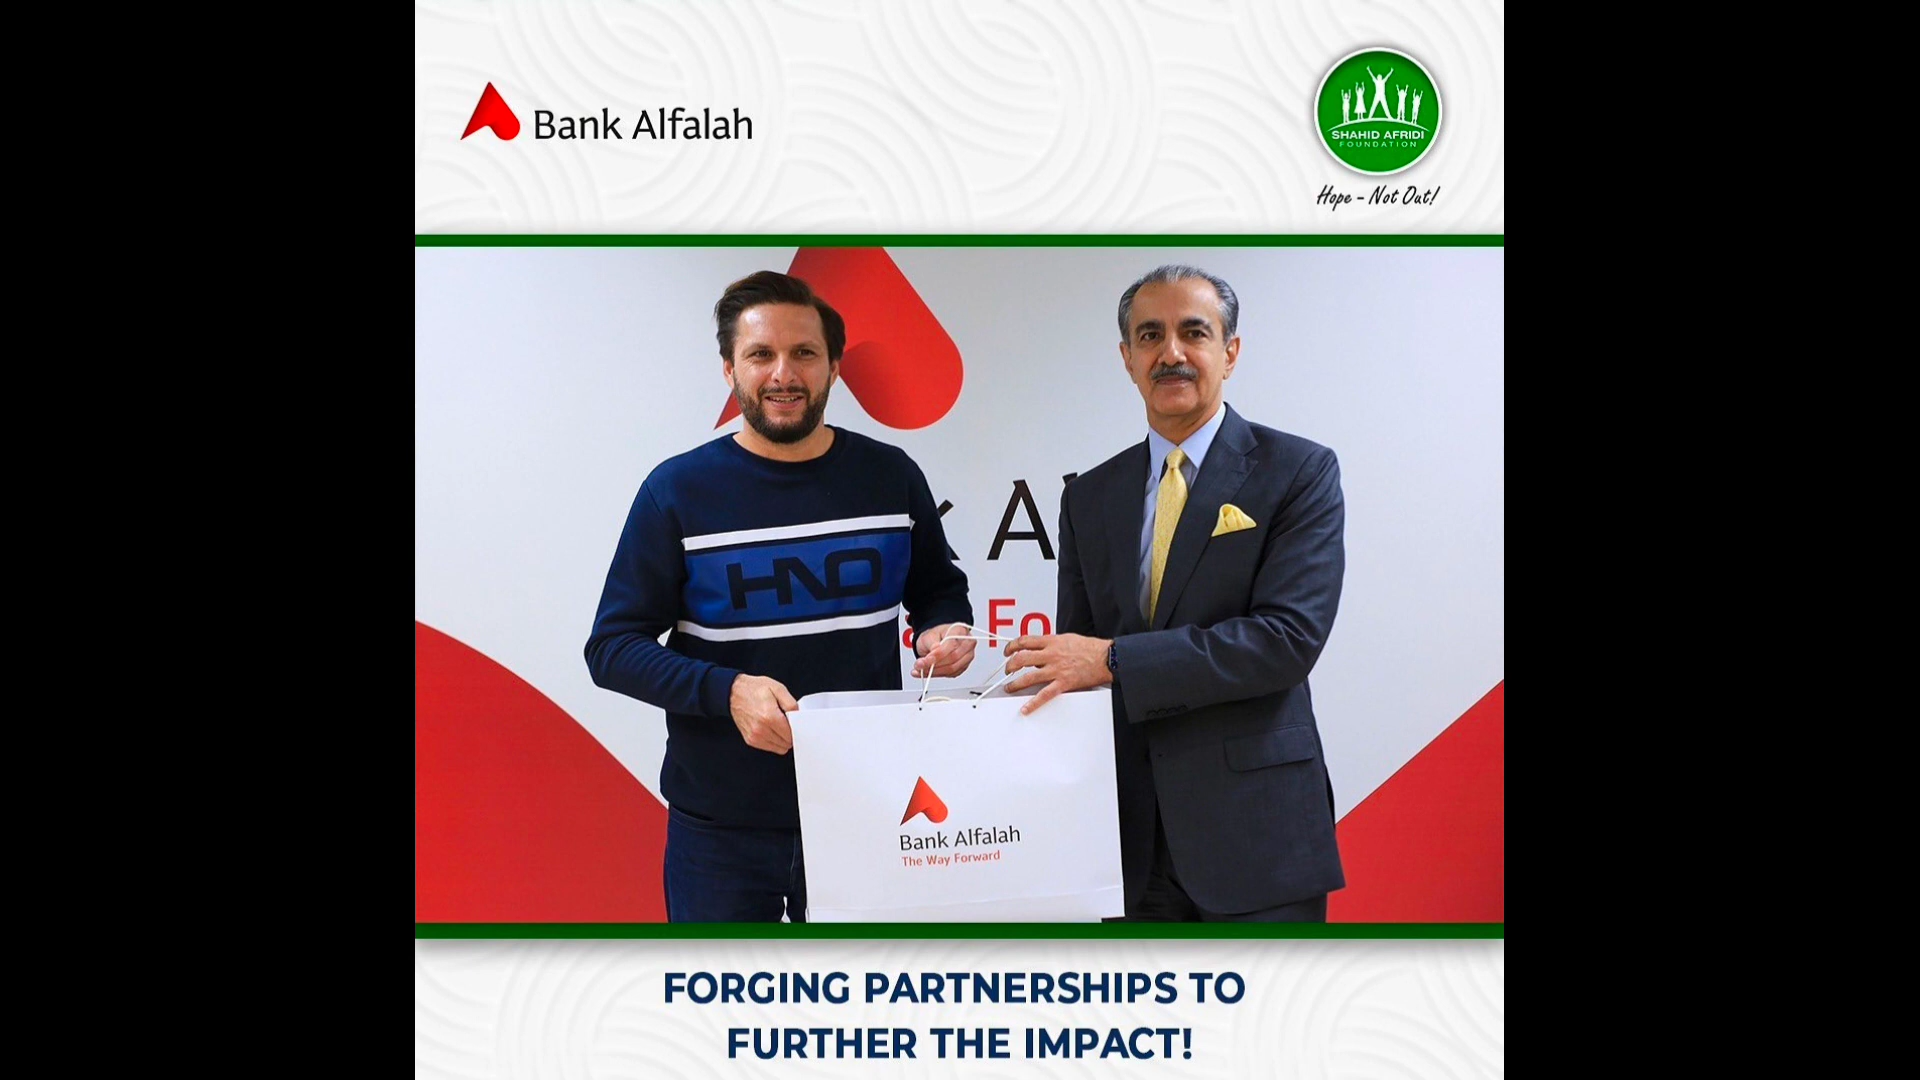 Bank Alfalah
SHAHID AFRIDI
FOUNDATION
Hope - Not Out!
HNO
Bank Alfalah
The Way Forward
FORGING PARTNERSHIPS TO
FURTHER THE IMPACT!